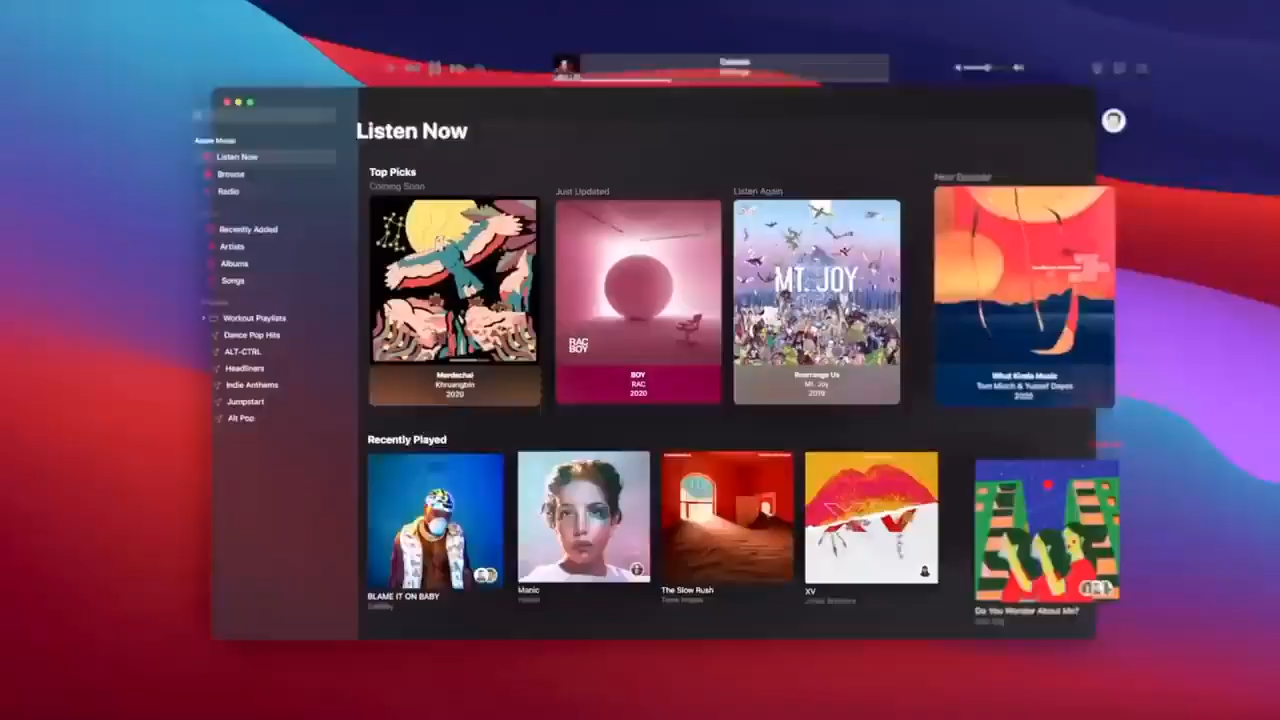 Apple Music
Listen Now
Browse
Radio
Recently Added
Artists
Albums
Songs
Workout Playlists
Dance Pop Hits
ALT-CTRL
Headliners
Indie Anthems
Jumpstart
Alt Pop
Listen Now
Top Picks
Coming Soon
Just Updated
Listen Again
RAC
BOY
MT. JOY
Mordechai
Khruangbin
2020
BOY
RAC
2020
Rearrange Us
Mt. Joy
2019
What Kinda Music
Tom Misch & Yussef Dayes
2020
Recently Played
BLAME IT ON BABY
Manic
The Slow Rush
XV
Do You Wonder About Me?